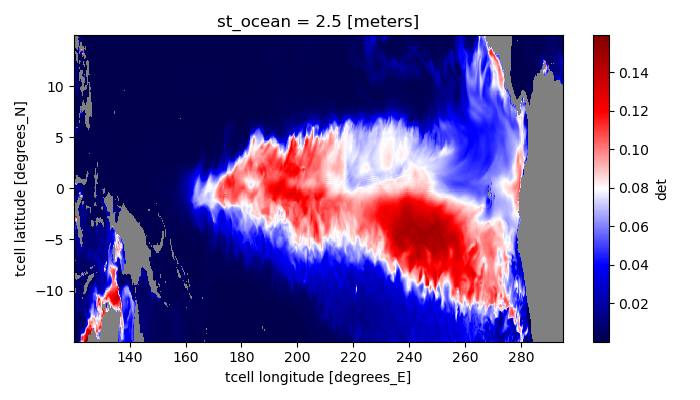 st_ocean = 2.5 [meters]
tcell latitude [degrees_N]
10
5
0
−5
−10
140 160 180 200 220 240 260 280
tcell longitude [degrees_E]
0.14
0.12
0.10
0.08
0.06
0.04
0.02
det